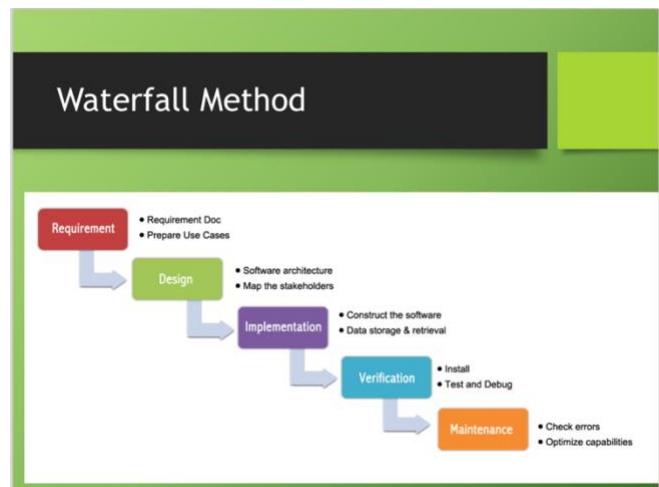 Waterfall Method
Requirement
• Requirement Doc
• Prepare Use Cases
Design
• Software architecture
• Map the stakeholders
Implementation
• Construct the software
• Data storage & retrieval
Verification
• Install
• Test and Debug
Maintenance
• Check errors
• Optimize capabilities